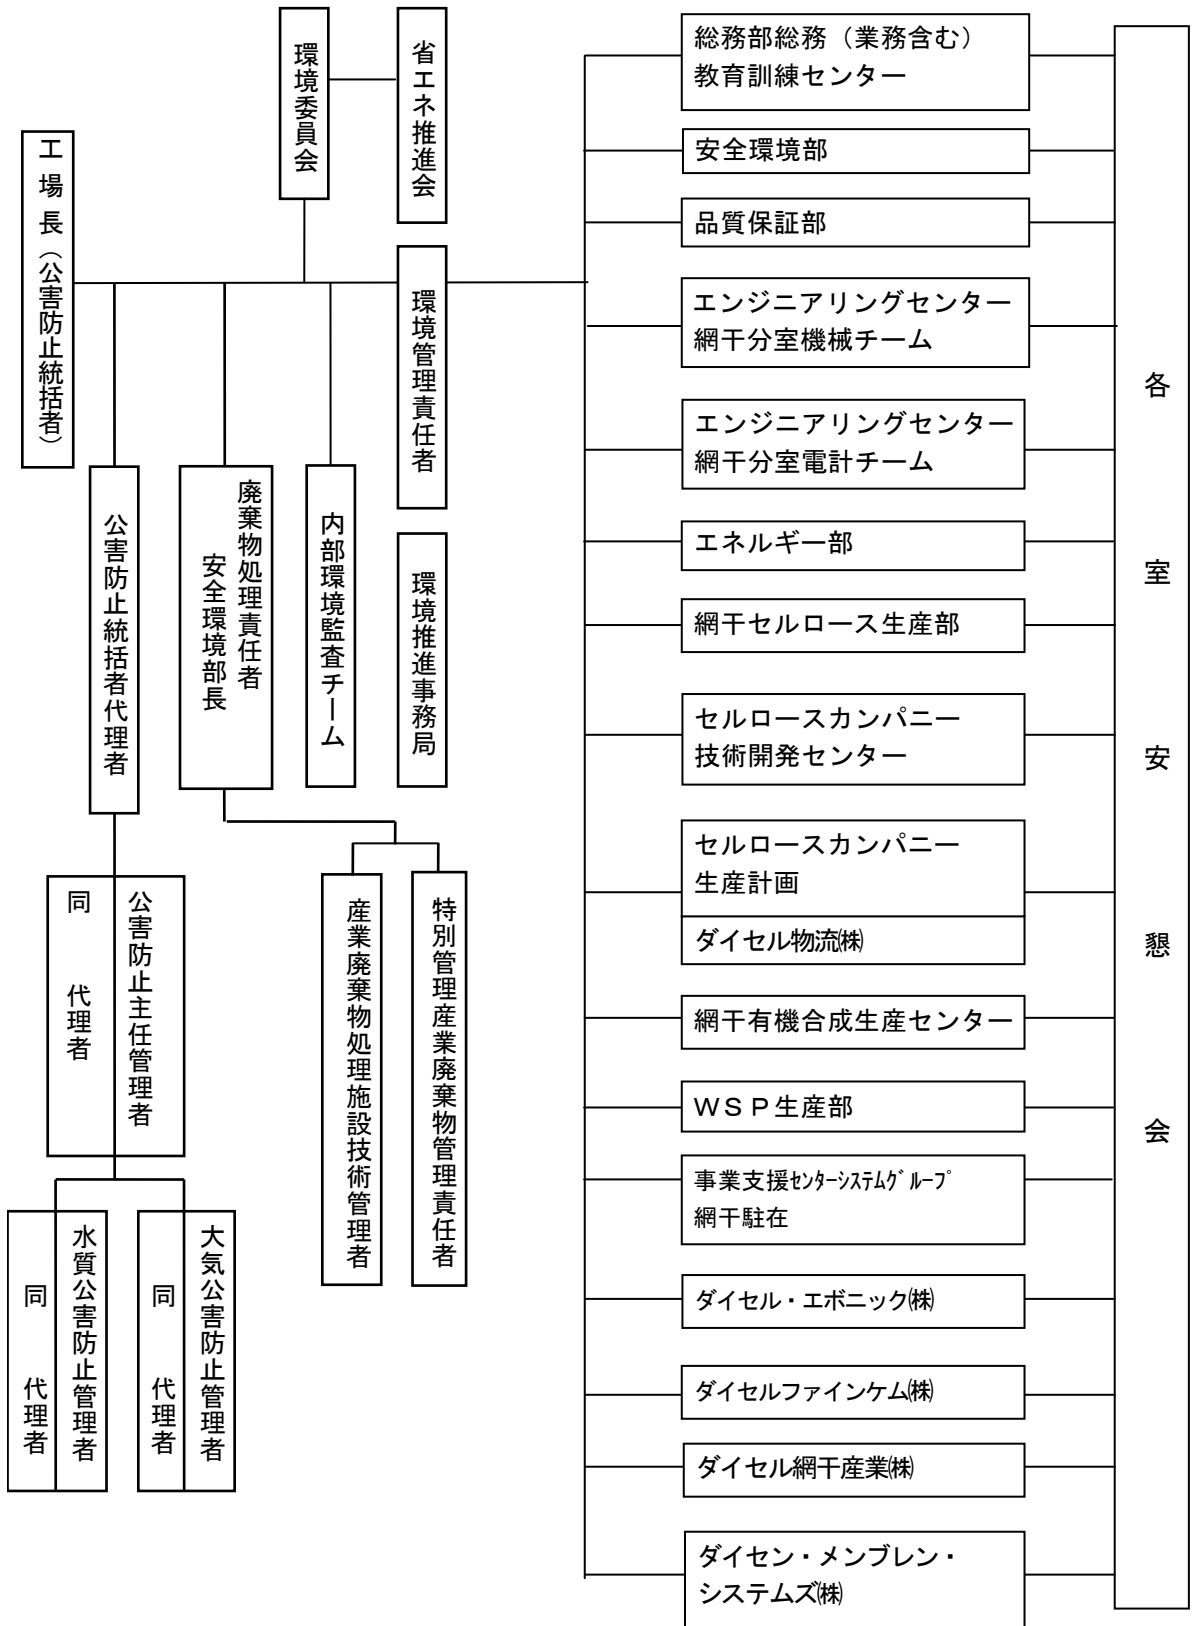 工場長（公害防止統括者）
環境委員会
省エネ推進会
環境管理責任者
公害防止統括者代理者
廃棄物処理責任者
安全環境部長
内部環境監査チーム
環境推進事務局
公害防止主任管理者
同　代理者
産業廃棄物処理施設技術管理者
特別管理産業廃棄物管理責任者
水質公害防止管理者
同　代理者
大気公害防止管理者
同　代理者
総務部総務（業務含む）
教育訓練センター
安全環境部
品質保証部
エンジニアリングセンター
網干分室機械チーム
エンジニアリングセンター
網干分室電計チーム
エネルギー部
網干セルロース生産部
セルロースカンパニー
技術開発センター
セルロースカンパニー
生産計画
ダイセル物流㈱
網干有機合成生産センター
ＷＳＰ生産部
事業支援ｾﾝﾀｰｼｽﾃﾑｸﾞﾙｰﾌﾟ
網干駐在
ダイセル・エボニック㈱
ダイセルファインケム㈱
ダイセル網干産業㈱
ダイセン・メンブレン・
システムズ㈱
各室安懇会